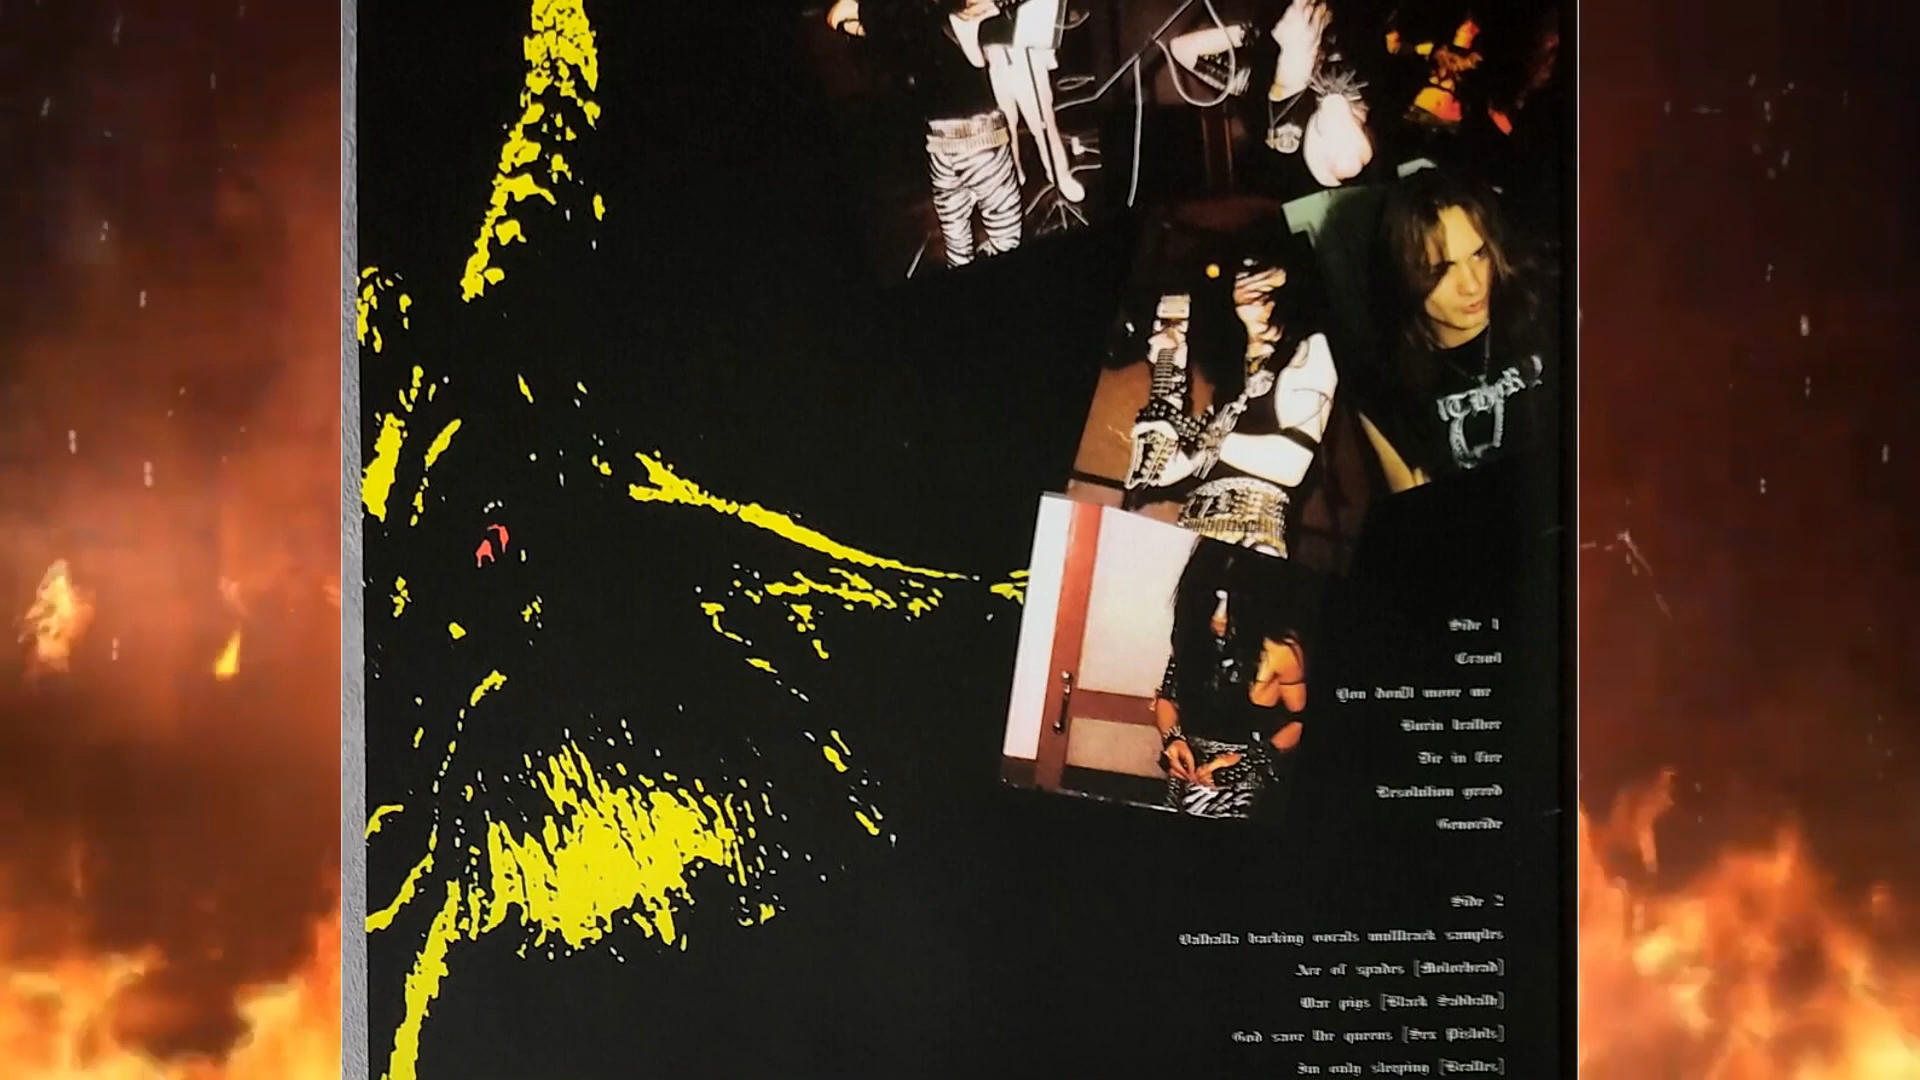 Side 1
Crawl
You don't move me
Burin leather
Die in fire
Desolution greed
Genocide
Side 2
Valhalla backing vocals multitrack samples
Ace of spades [Motorhead]
War pigs [Black Sabbath]
God save the queens [Sex Pistols]
Im only sleeping [Beatles]